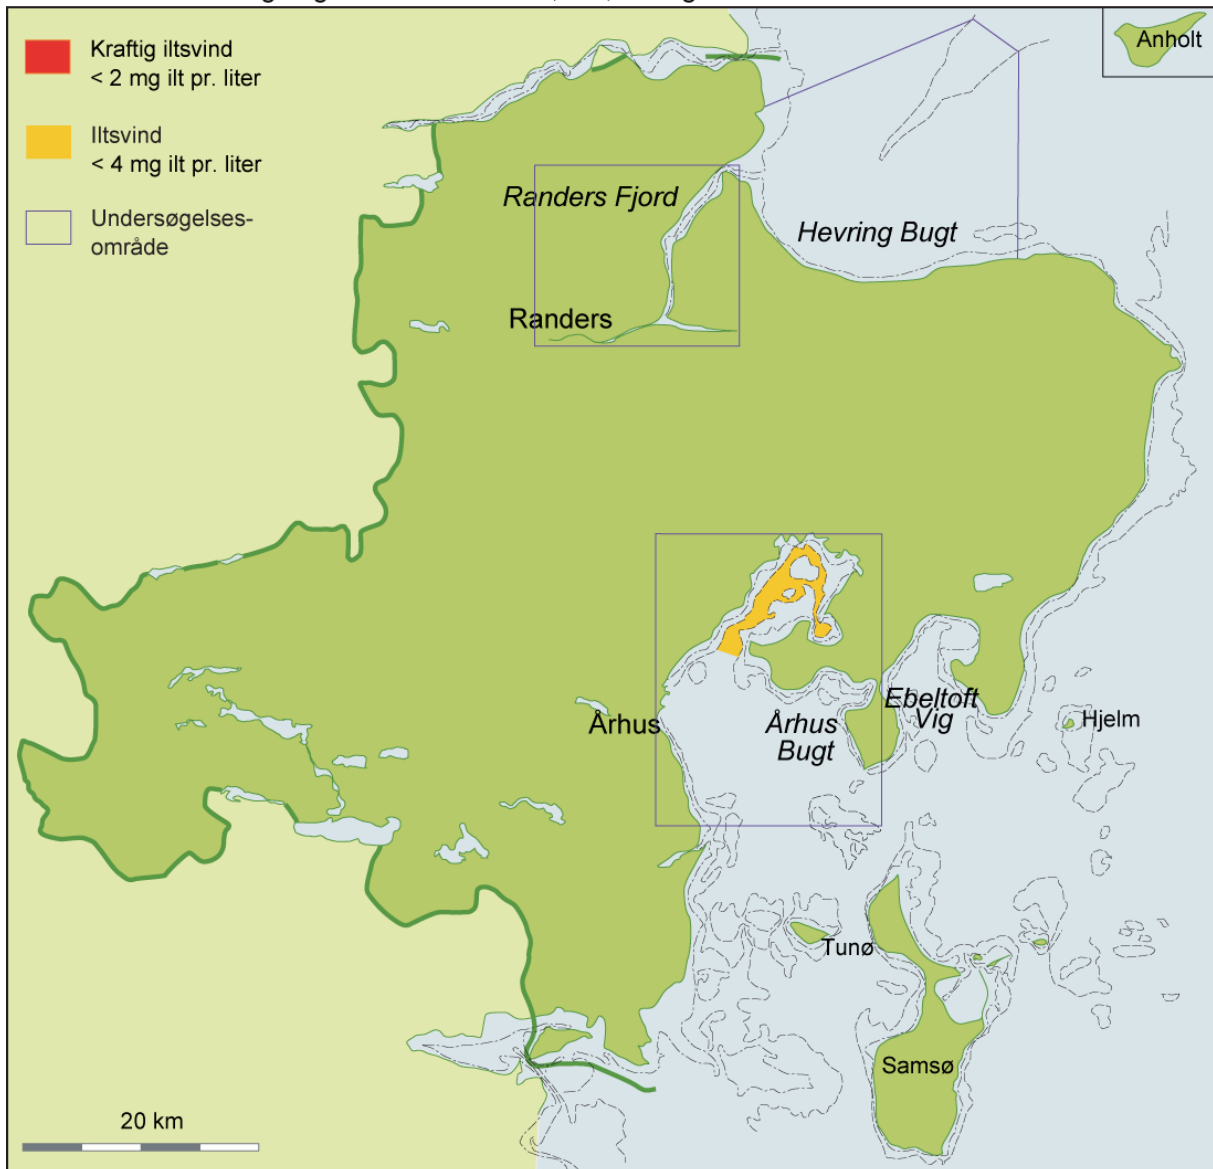 Kraftig iltsvind
< 2 mg ilt pr. liter
Iltsvind
< 4 mg ilt pr. liter
Undersøgelses-
område
Anholt
Randers Fjord
Hevring Bugt
Randers
Århus
Århus
Bugt
Ebeltoft
Vig
Hjelm
Tunø
Samsø
20 km